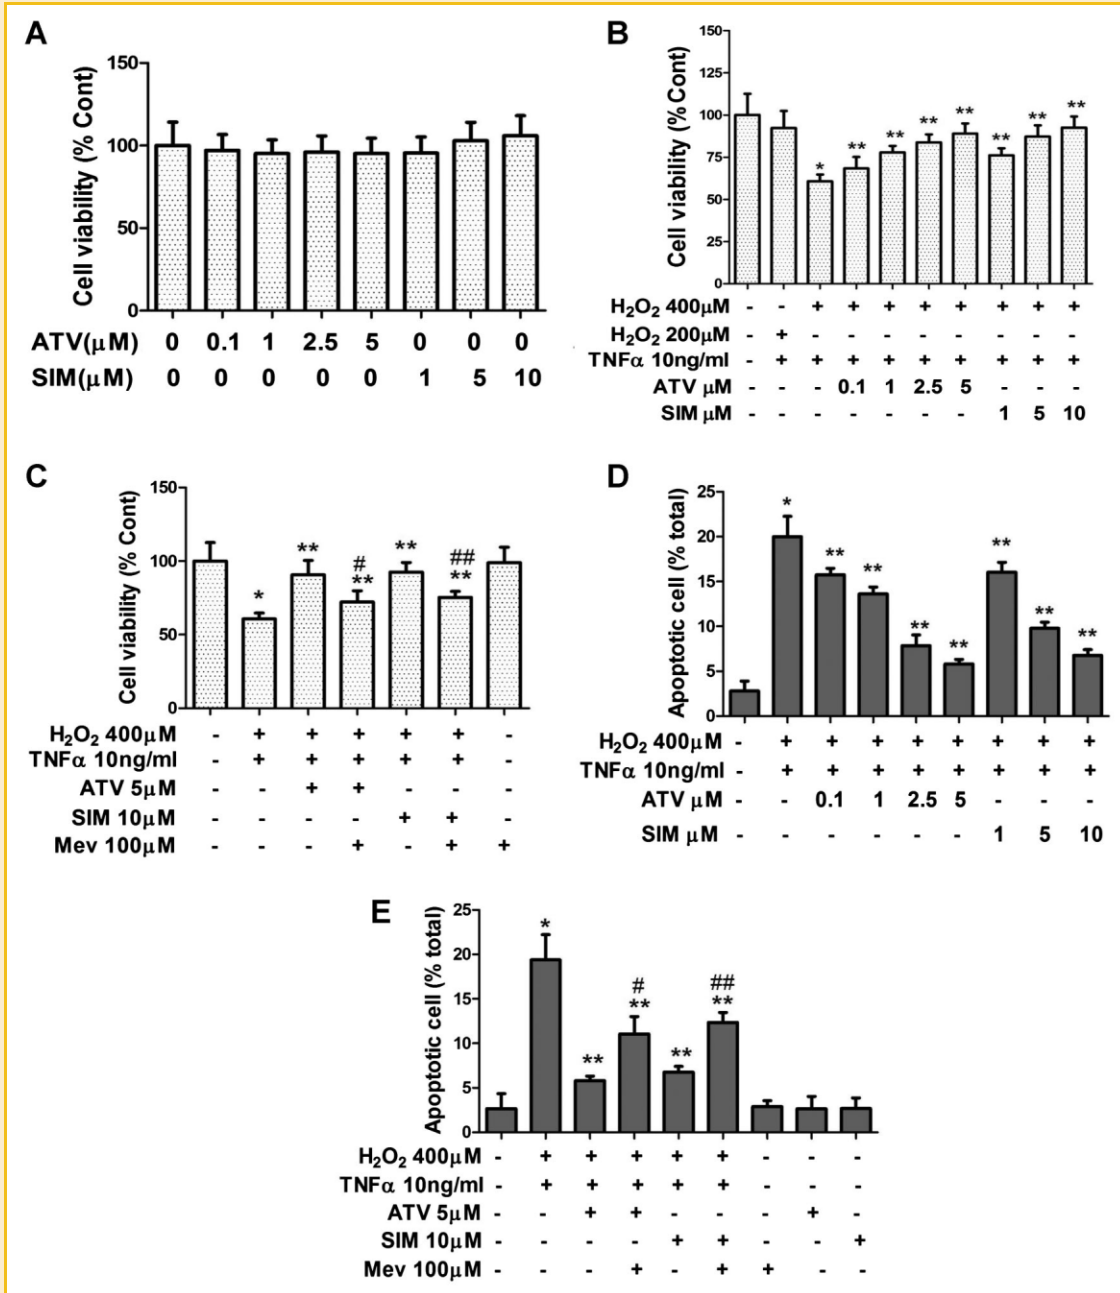 A
Cell viability (% Cont)
150
100
50
0
ATV(μM) 0 0.1 1 2.5 5 0 0 0
SIM(μM) 0 0 0 0 0 1 5 10
B
Cell viability (% Cont)
150
125
100
75
50
25
0
* ** ** ** ** ** ** **
H₂O₂ 400μM - - + + + + + + + +
H₂O₂ 200μM - + - - - - - - - -
TNFα 10ng/ml - + + + + + + + + +
ATV μM - - - 0.1 1 2.5 5 - - -
SIM μM - - - - - - - 1 5 10
C
Cell viability (% Cont)
150
100
50
0
# ##
* ** ** ** **
H₂O₂ 400μM - + + + + + -
TNFα 10ng/ml - + + + + + -
ATV 5μM - - + + - - -
SIM 10μM - - - - + + -
Mev 100μM - - - + - + +
D
Apoptotic cell (% total)
25
20
15
10
5
0
* ** ** ** ** ** ** **
H₂O₂ 400μM - + + + + + + + +
TNFα 10ng/ml - + + + + + + + +
ATV μM - - 0.1 1 2.5 5 - - -
SIM μM - - - - - - 1 5 10
E
Apoptotic cell (% total)
25
20
15
10
5
0
# ##
* ** ** ** **
H₂O₂ 400μM - + + + + + - - -
TNFα 10ng/ml - + + + + + - - -
ATV 5μM - - + + - - - + -
SIM 10μM - - - - + + - - +
Mev 100μM - - - + - + + - -